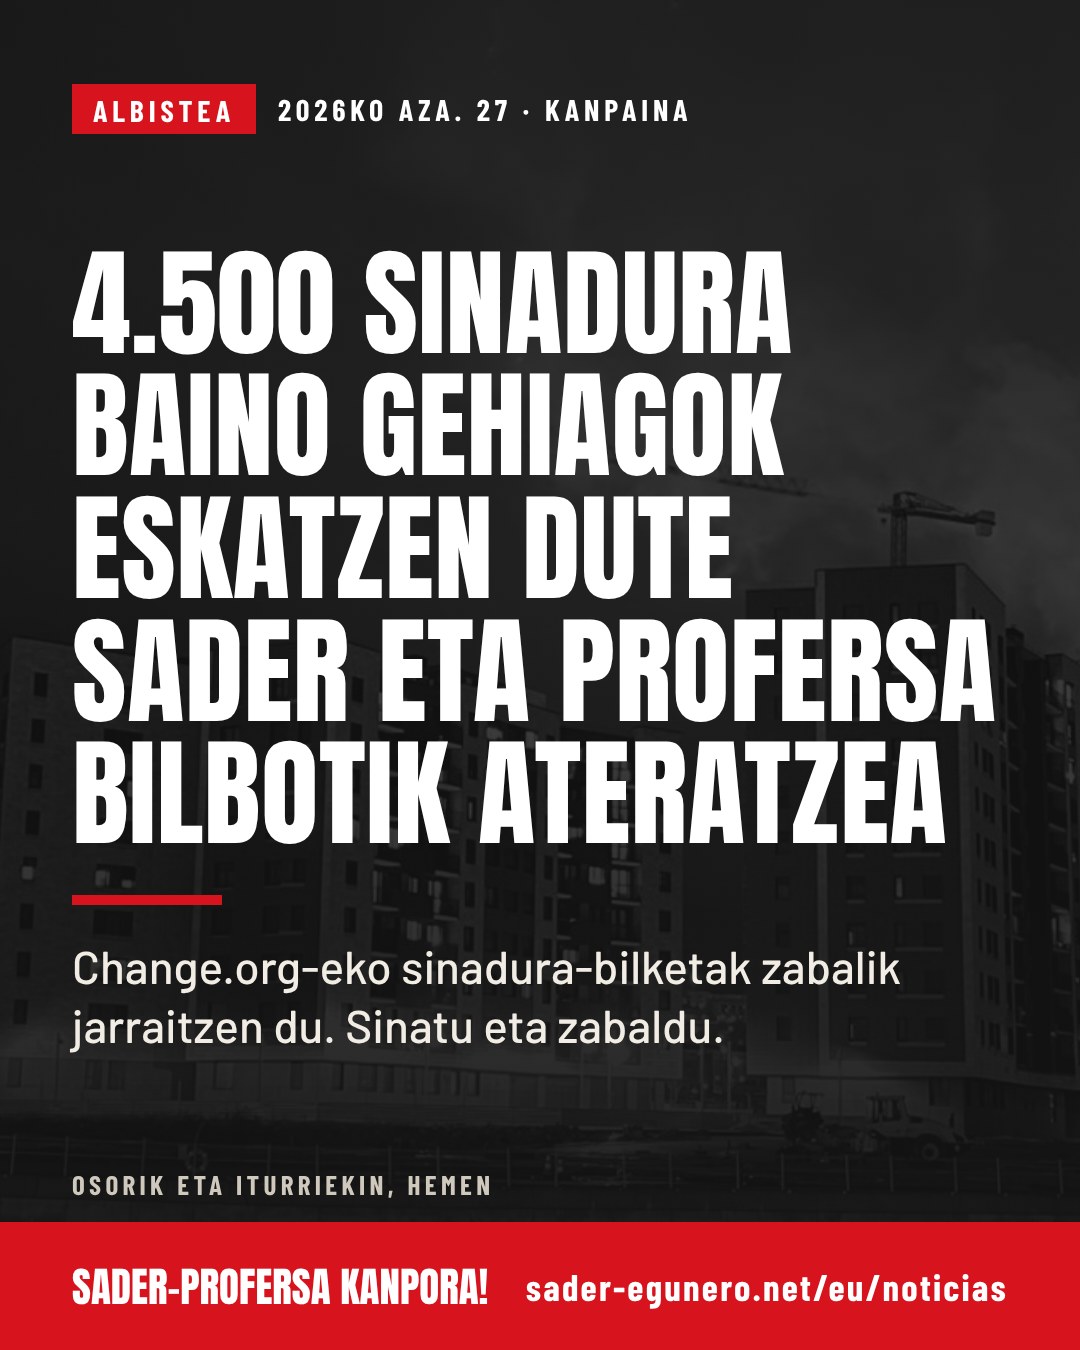 ALBISTEA 2026KO AZA. 27 · KANPAINA
4.500 SINADURA
BAINO GEHIAGOK
ESKATZEN DUTE
SADER ETA PROFERSA
BILBOTIK ATERATZEA
Change.org-eko sinadura-bilketak zabalik
jarraitzen du. Sinatu eta zabaldu.
OSORIK ETA ITURRIEKIN, HEMEN
SADER-PROFERSA KANPORA! sader-egunero.net/eu/noticias